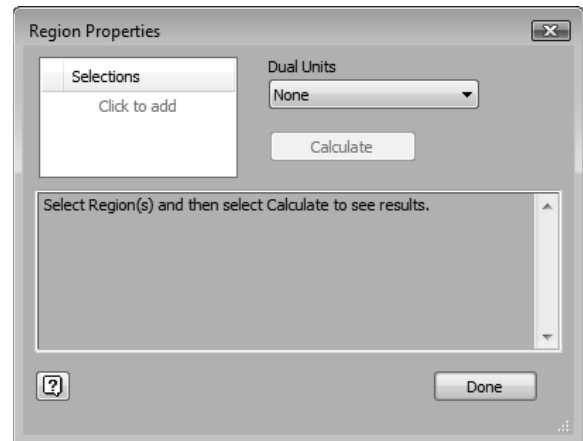 Region Properties
Selections
Click to add
Dual Units
None
Calculate
Select Region(s) and then select Calculate to see results.
?
Done